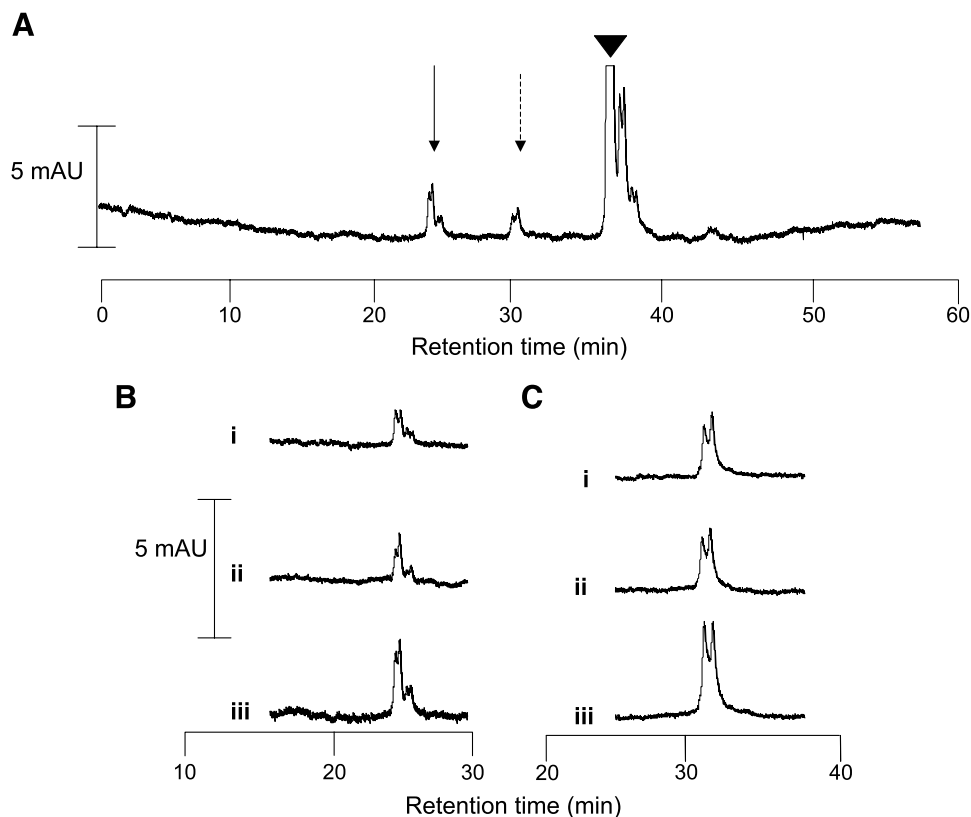 A
5 mAU
0 10 20 30 40 50 60
Retention time (min)
B
C
i
i
5 mAU
ii
ii
iii
iii
10 20 30
20 30 40
Retention time (min)